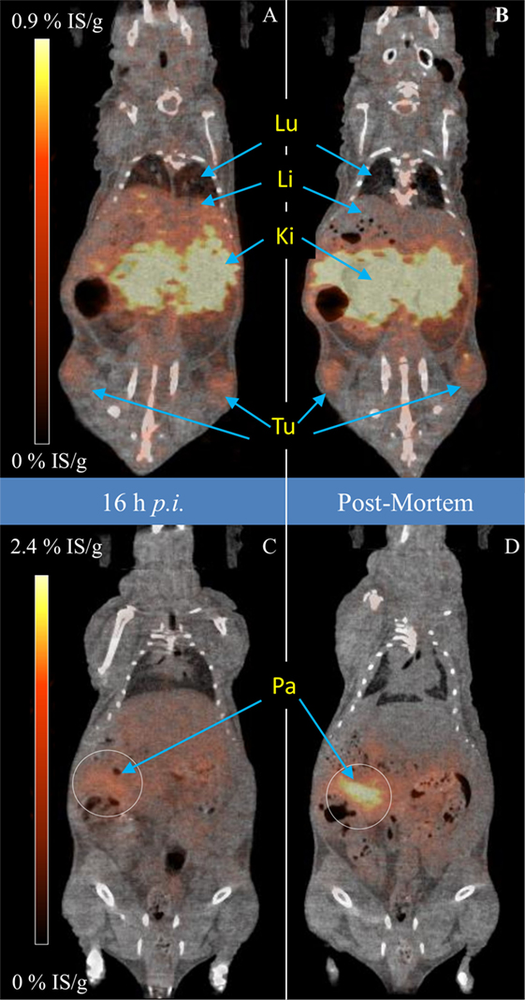 0.9 % IS/g
A
B
Lu
Li
Ki
Tu
0 % IS/g
16 h p.i.
Post-Mortem
2.4 % IS/g
C
D
Pa
0 % IS/g